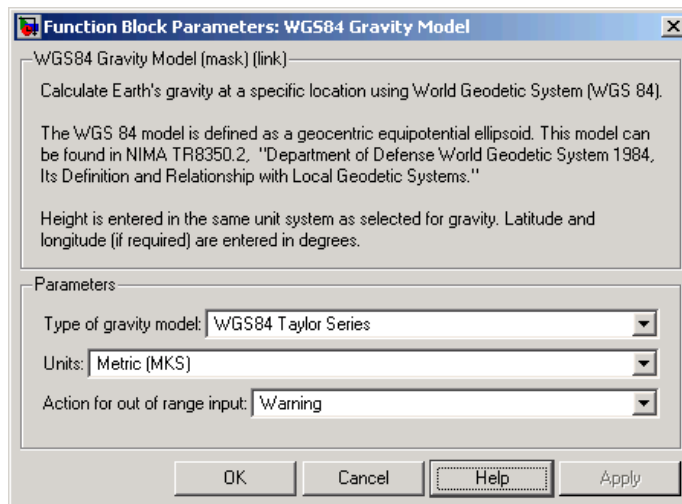 Function Block Parameters: WGS84 Gravity Model
WGS84 Gravity Model (mask) (link)
Calculate Earth's gravity at a specific location using World Geodetic System (WGS 84).
The WGS 84 model is defined as a geocentric equipotential ellipsoid. This model can
be found in NIMA TR8350.2, "Department of Defense World Geodetic System 1984,
Its Definition and Relationship with Local Geodetic Systems."
Height is entered in the same unit system as selected for gravity. Latitude and
longitude (if required) are entered in degrees.
Parameters
Type of gravity model: WGS84 Taylor Series
Units: Metric (MKS)
Action for out of range input: Warning
OK Cancel Help Apply